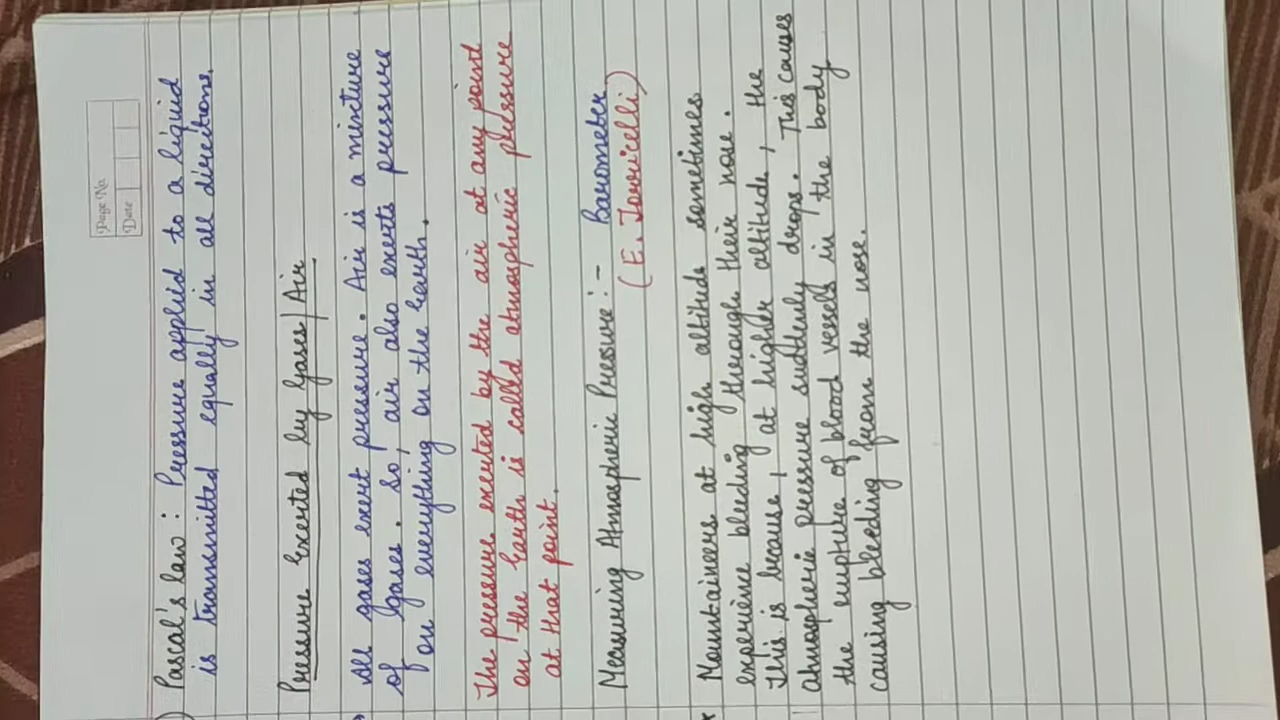 Page No.
Date
) Pascal's law : Pressure applied to a liquid
is transmitted equally in all directions.
Pressure Exerted by Gases/Air
All gases exert pressure. Air is a mixture
of gases. So, air also exerts pressure
on everything on the Earth.
The pressure exerted by the air at any point
on the Earth is called atmospheric pressure
at that point.
Measuring Atmospheric Pressure :- Barometer
(E. Torricelli)
* Mountaineers at high altitude sometimes
experience bleeding through their nose.
This is because, at higher altitude, the
atmospheric pressure suddenly drops. This causes
the rupture of blood vessels in the body
causing bleeding from the nose.